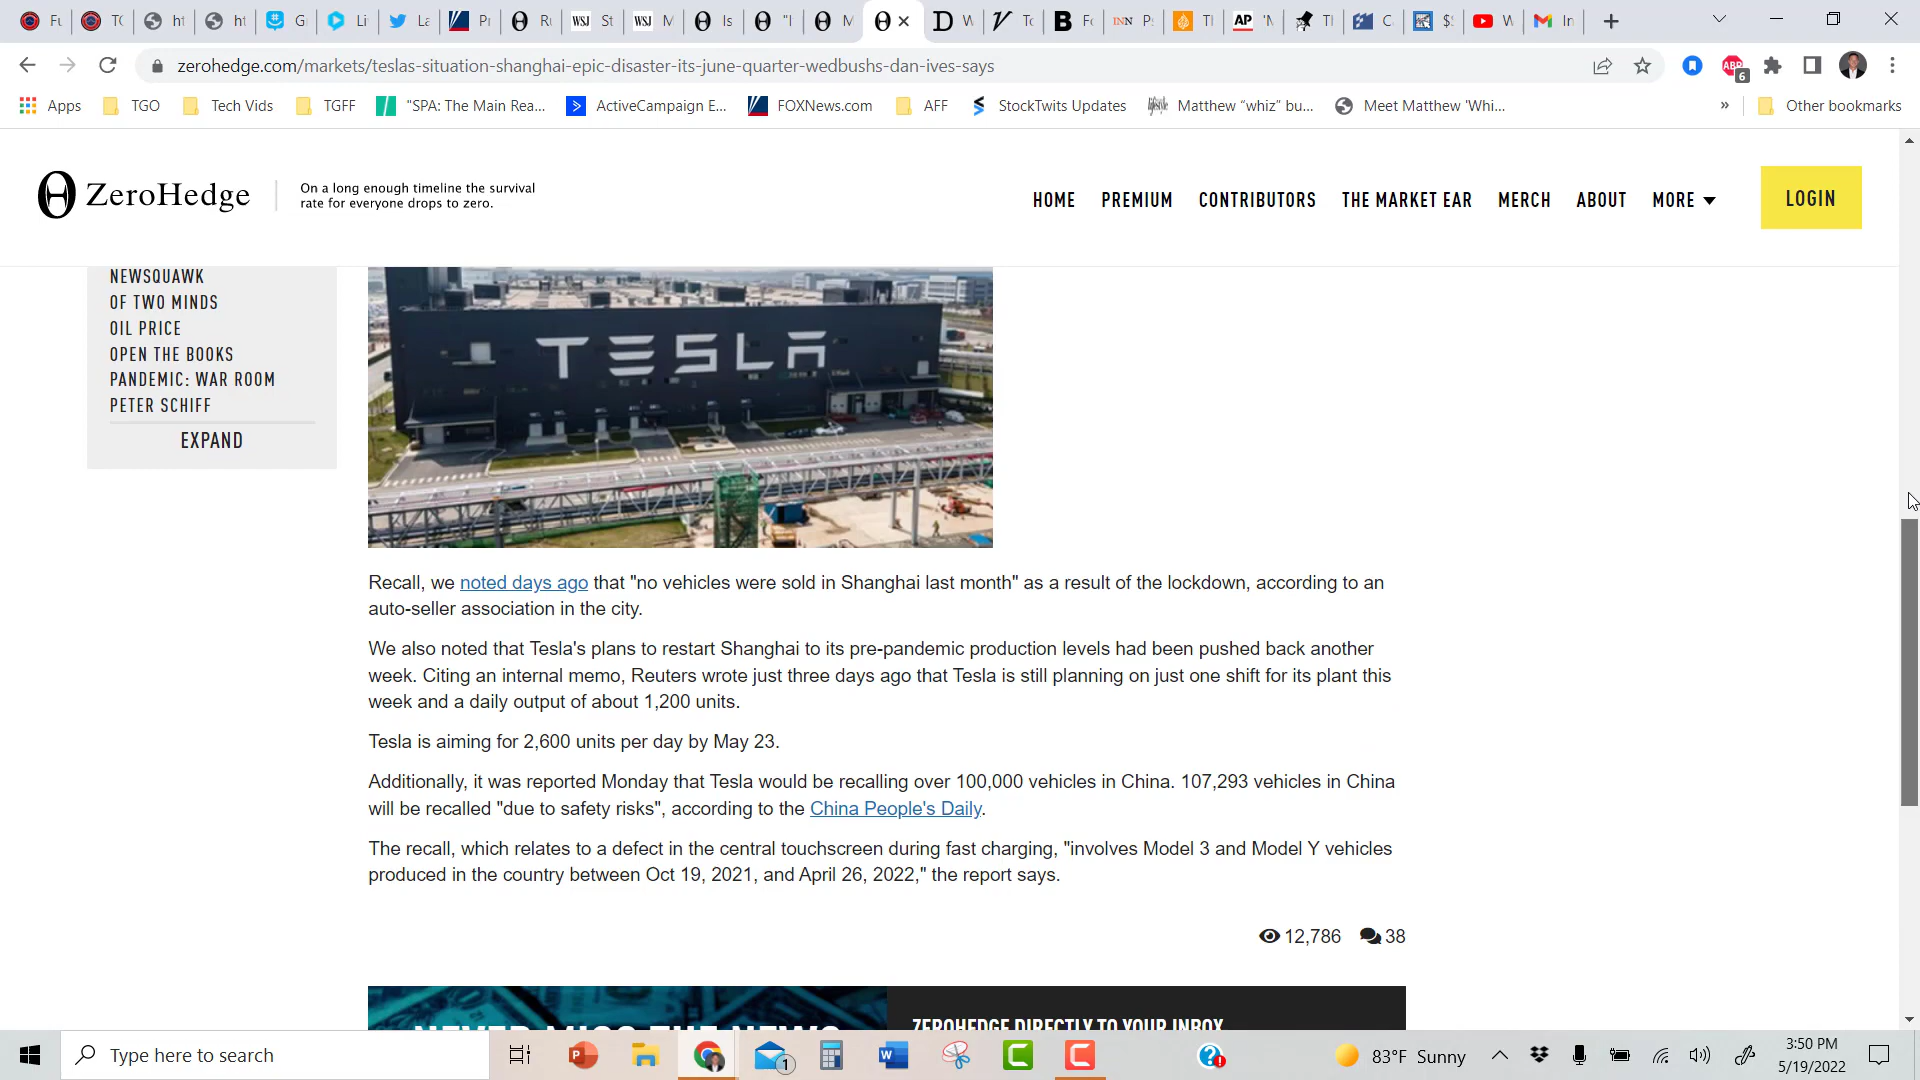 zerohedge.com/markets/teslas-situation-shanghai-epic-disaster-its-june-quarter-wedbushs-dan-ives-says
Apps TGO Tech Vids TGFF "SPA: The Main Rea... ActiveCampaign E... FOXNews.com AFF StockTwits Updates Matthew “whiz” bu... Meet Matthew 'Whi... » Other bookmarks
ZeroHedge
On a long enough timeline the survival
rate for everyone drops to zero.
HOME PREMIUM CONTRIBUTORS THE MARKET EAR MERCH ABOUT MORE LOGIN
NEWSQUAWK
OF TWO MINDS
OIL PRICE
OPEN THE BOOKS
PANDEMIC: WAR ROOM
PETER SCHIFF
EXPAND
TESLA
Recall, we noted days ago that "no vehicles were sold in Shanghai last month" as a result of the lockdown, according to an
auto-seller association in the city.
We also noted that Tesla's plans to restart Shanghai to its pre-pandemic production levels had been pushed back another
week. Citing an internal memo, Reuters wrote just three days ago that Tesla is still planning on just one shift for its plant this
week and a daily output of about 1,200 units.
Tesla is aiming for 2,600 units per day by May 23.
Additionally, it was reported Monday that Tesla would be recalling over 100,000 vehicles in China. 107,293 vehicles in China
will be recalled "due to safety risks", according to the China People's Daily.
The recall, which relates to a defect in the central touchscreen during fast charging, "involves Model 3 and Model Y vehicles
produced in the country between Oct 19, 2021, and April 26, 2022," the report says.
12,786 38
NEVER MISS THE NEWS
ZEROHEDGE DIRECTLY TO YOUR INBOX
Type here to search
83°F Sunny
3:50 PM
5/19/2022